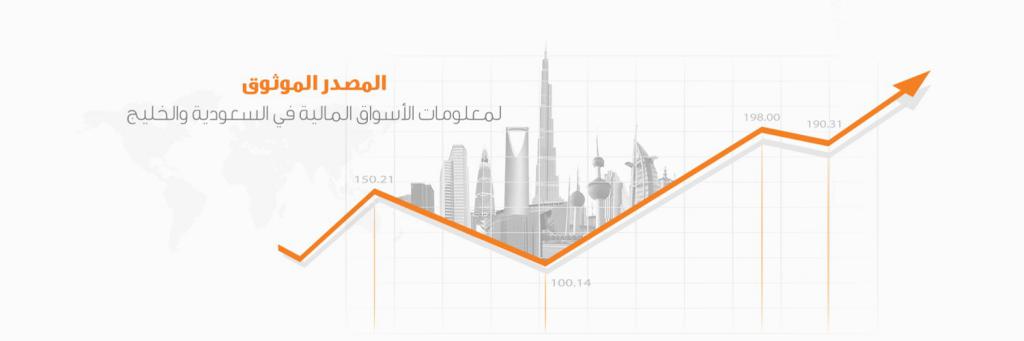 المصدر الموثوق
لمعلومات الأسواق المالية في السعودية والخليج
198.00
190.31
150.21
100.14